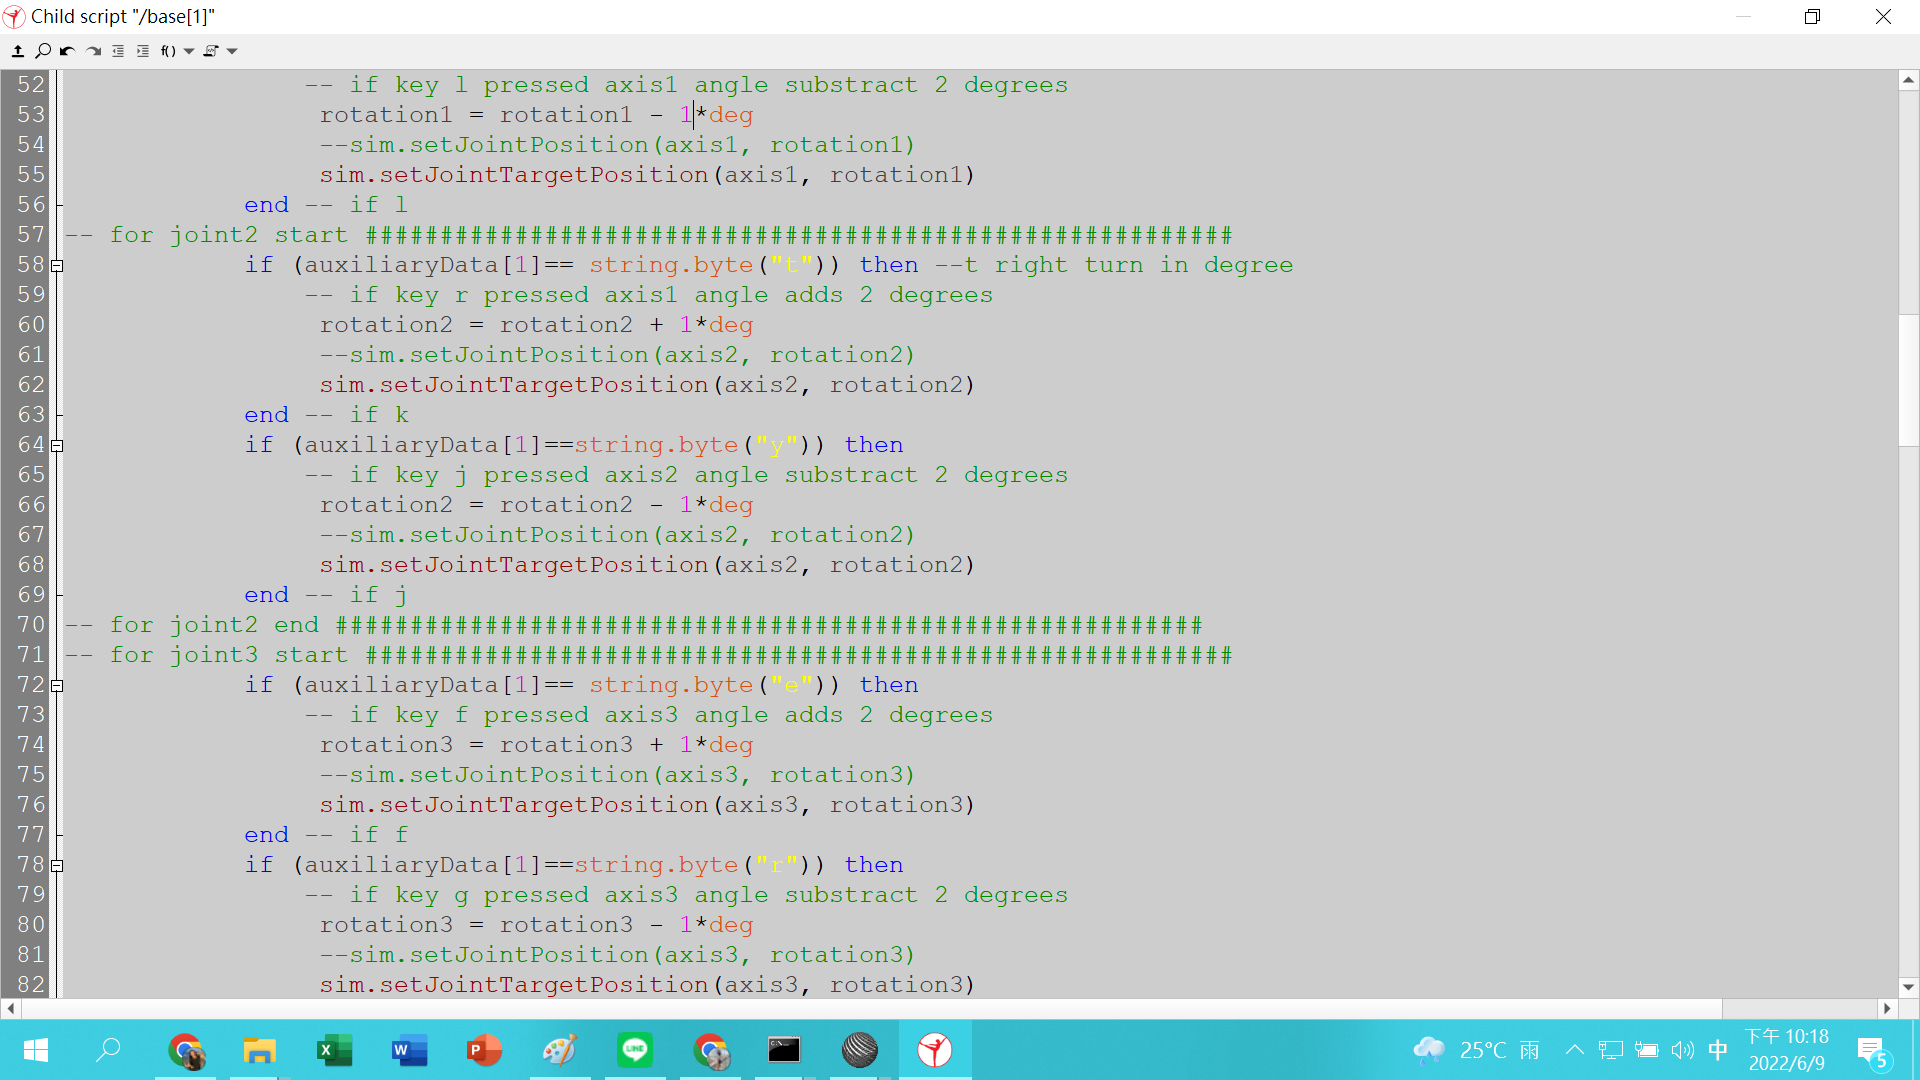 Child script "/base[1]"
f()
52 -- if key l pressed axis1 angle substract 2 degrees
53 rotation1 = rotation1 - 1*deg
54 --sim.setJointPosition(axis1, rotation1)
55 sim.setJointTargetPosition(axis1, rotation1)
56 end -- if l
57 -- for joint2 start ##########################################################
58 if (auxiliaryData[1]== string.byte("t")) then --t right turn in degree
59 -- if key r pressed axis1 angle adds 2 degrees
60 rotation2 = rotation2 + 1*deg
61 --sim.setJointPosition(axis2, rotation2)
62 sim.setJointTargetPosition(axis2, rotation2)
63 end -- if k
64 if (auxiliaryData[1]==string.byte("y")) then
65 -- if key j pressed axis2 angle substract 2 degrees
66 rotation2 = rotation2 - 1*deg
67 --sim.setJointPosition(axis2, rotation2)
68 sim.setJointTargetPosition(axis2, rotation2)
69 end -- if j
70 -- for joint2 end ##########################################################
71 -- for joint3 start ##########################################################
72 if (auxiliaryData[1]== string.byte("e")) then
73 -- if key f pressed axis3 angle adds 2 degrees
74 rotation3 = rotation3 + 1*deg
75 --sim.setJointPosition(axis3, rotation3)
76 sim.setJointTargetPosition(axis3, rotation3)
77 end -- if f
78 if (auxiliaryData[1]==string.byte("r")) then
79 -- if key g pressed axis3 angle substract 2 degrees
80 rotation3 = rotation3 - 1*deg
81 --sim.setJointPosition(axis3, rotation3)
82 sim.setJointTargetPosition(axis3, rotation3)
X W P LINE C:\. 25°C 雨 中 下午 10:18 5
2022/6/9